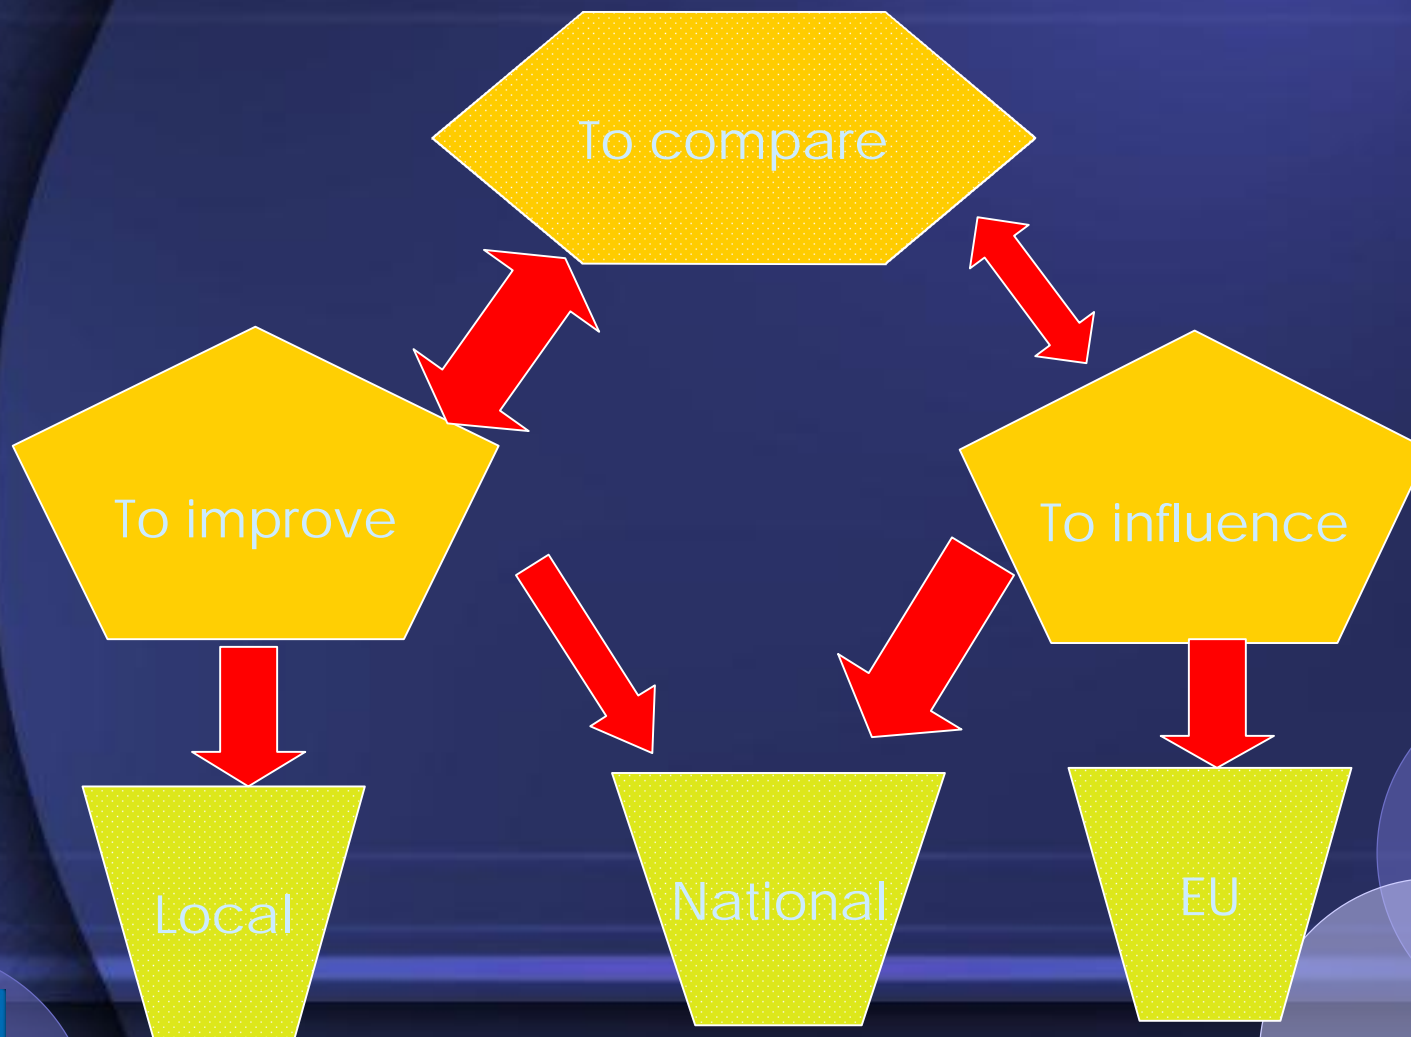 To compare
To improve
To influence
Local
National
EU